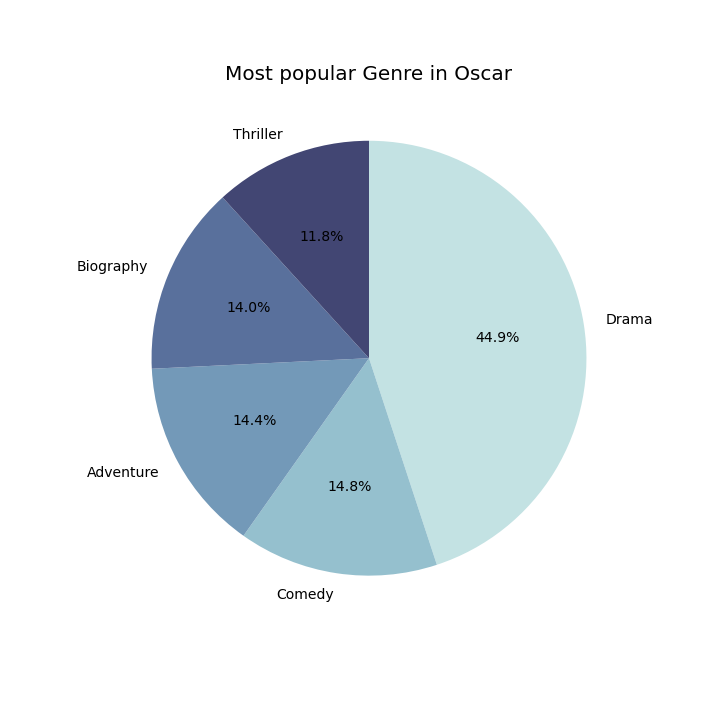 Most popular Genre in Oscar
Thriller
11.8%
Biography
14.0%
Drama
44.9%
Adventure
14.4%
Comedy
14.8%